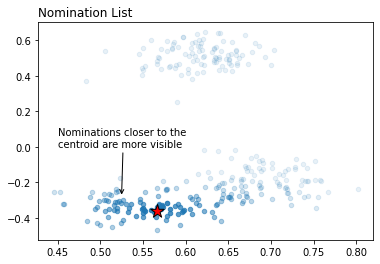 Nomination List
0.6
0.4
0.2
0.0
−0.2
−0.4
Nominations closer to the
centroid are more visible
0.45 0.50 0.55 0.60 0.65 0.70 0.75 0.80